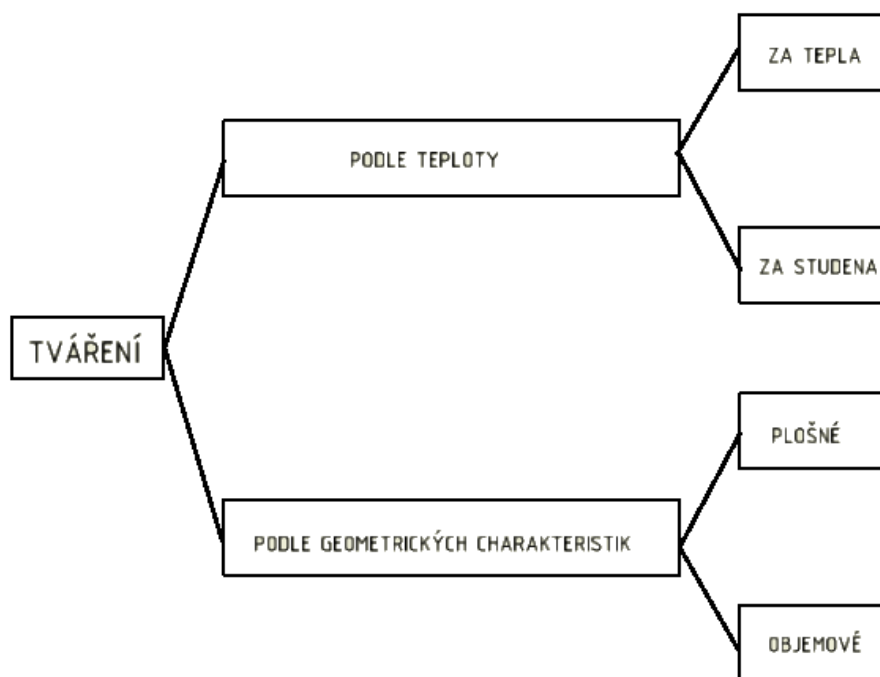 ZA TEPLA
PODLE TEPLOTY
ZA STUDENA
TVÁŘENÍ
PLOŠNÉ
PODLE GEOMETRICKÝCH CHARAKTERISTIK
OBJEMOVÉ